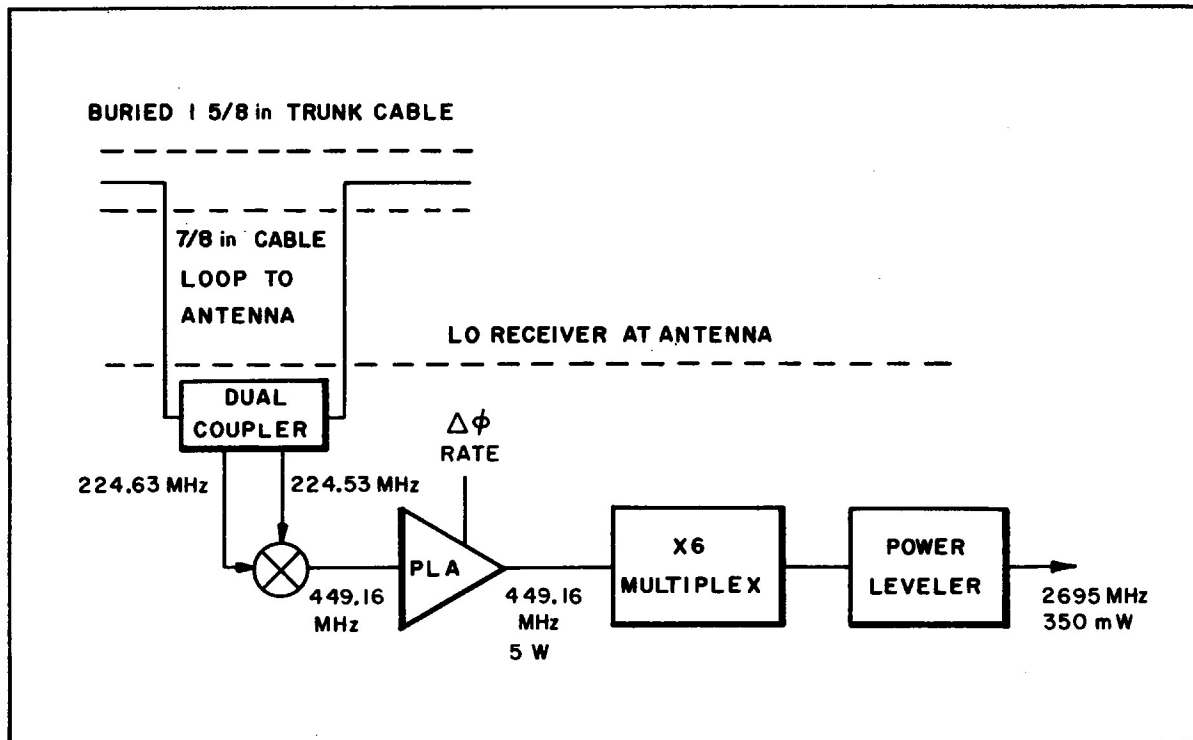 BURIED 1 5/8 in TRUNK CABLE
7/8 in CABLE
LOOP TO
ANTENNA
LO RECEIVER AT ANTENNA
DUAL
COUPLER
Δϕ
RATE
224.63 MHz
224.53 MHz
PLA
449.16
MHz
449.16
MHz
5 W
X6
MULTIPLEX
POWER
LEVELER
2695 MHz
350 mW